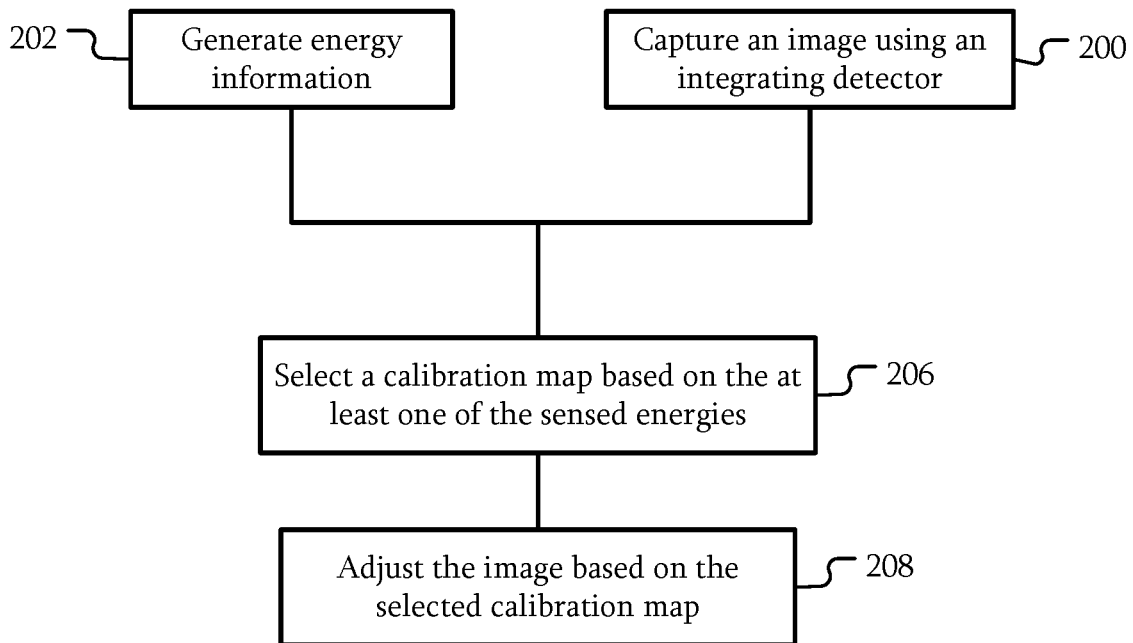 202
Generate energy
information
Capture an image using an
integrating detector
200
Select a calibration map based on the at
least one of the sensed energies
206
Adjust the image based on the
selected calibration map
208